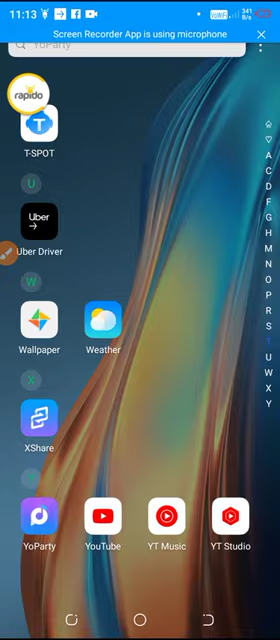 11:13
VoWiFi
341
B/s
Screen Recorder App is using microphone
YoParty
rapido
T-SPOT
U
Uber
Uber Driver
W
Wallpaper
Weather
X
XShare
YoParty
YouTube
YT Music
YT Studio
A
C
D
F
G
H
M
N
O
P
R
S
T
U
W
X
Y